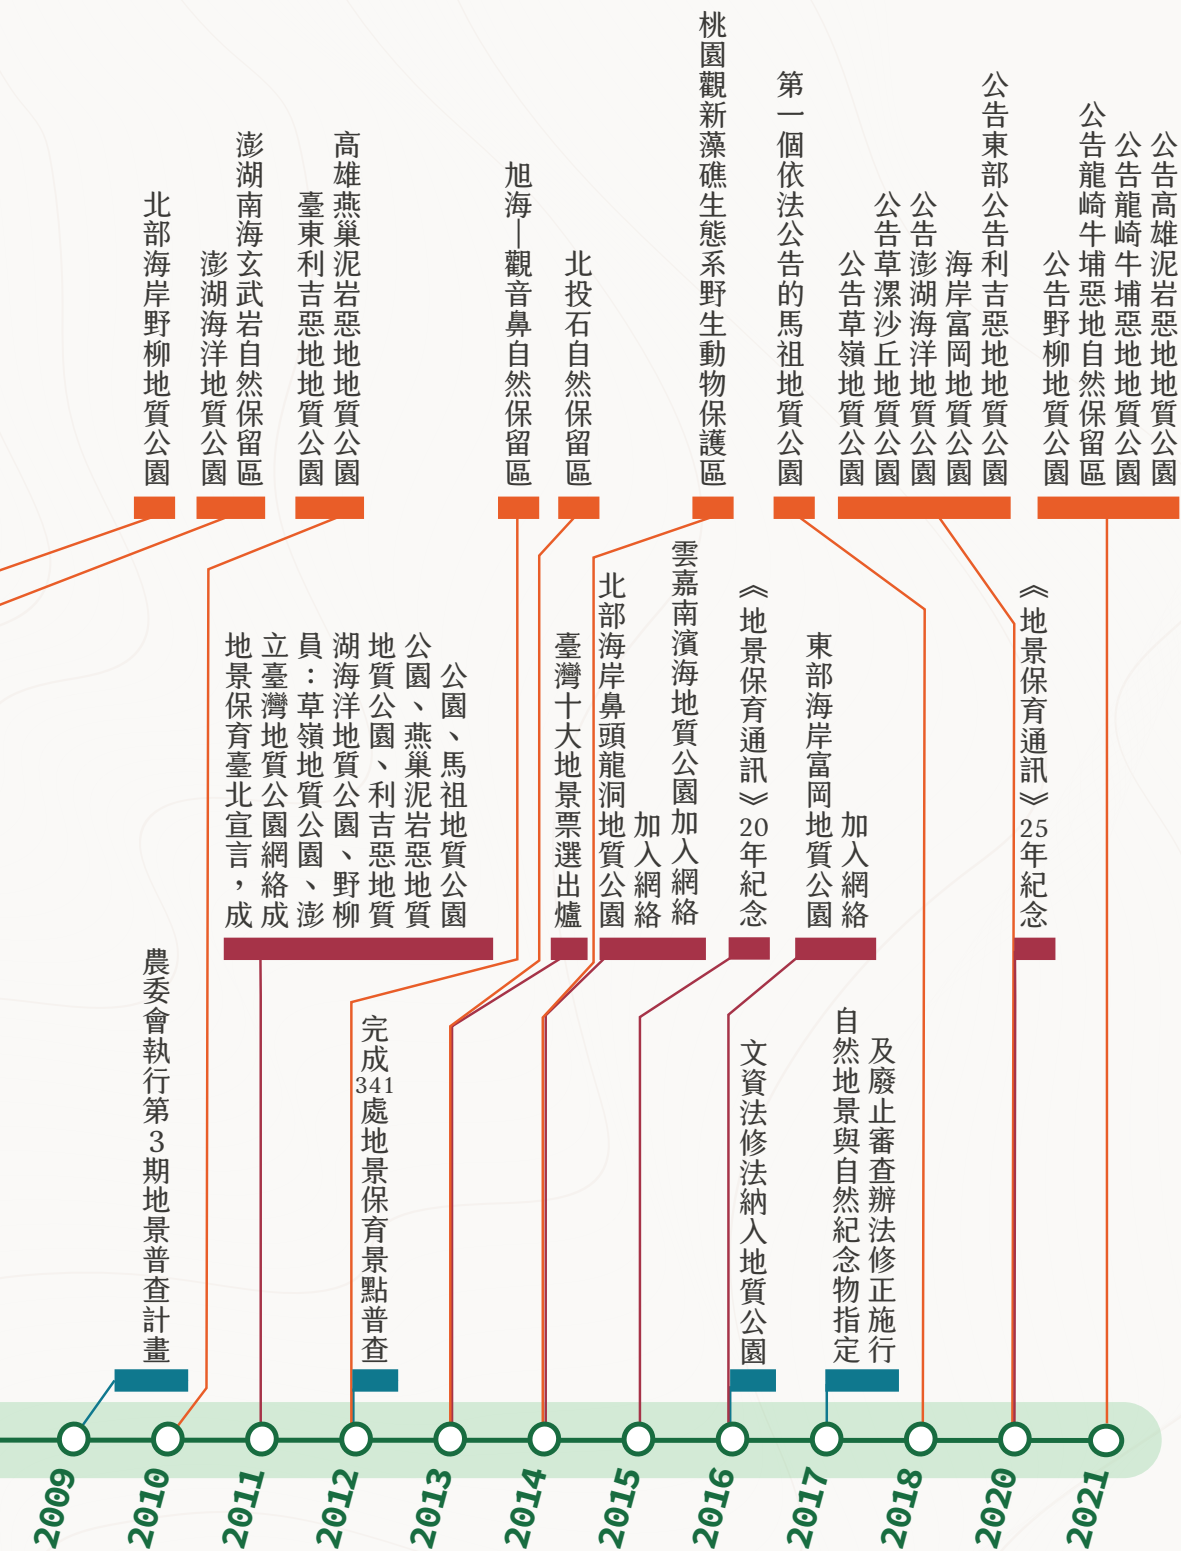 北部海岸野柳地質公園
澎湖海洋地質公園
澎湖南海玄武岩自然保留區
臺東利吉惡地地質公園
高雄燕巢泥岩惡地地質公園
旭海—觀音鼻自然保留區
北投石自然保留區
桃園觀新藻礁生態系野生動物保護區
第一個依法公告的馬祖地質公園
公告草嶺地質公園
公告草漯沙丘地質公園
公告澎湖海洋地質公園
海岸富岡地質公園
公告東部公告利吉惡地地質公園
公告野柳地質公園
公告龍崎牛埔惡地自然保留區
公告龍崎牛埔惡地地質公園
公告高雄泥岩惡地地質公園
地景保育臺北宣言，成
立臺灣地質公園網絡成
員：草嶺地質公園、澎
湖海洋地質公園、野柳
地質公園、利吉惡地質
公園、燕巢泥岩惡地質
公園、馬祖地質公園
臺灣十大地景票選出爐
北部海岸鼻頭龍洞地質公園
加入網絡
雲嘉南濱海地質公園加入網絡
《地景保育通訊》20年紀念
東部海岸富岡地質公園
加入網絡
《地景保育通訊》25年紀念
農委會執行第3期地景普查計畫
完成341處地景保育景點普查
文資法修法納入地質公園
自然地景與自然紀念物指定
及廢止審查辦法修正施行
2009
2010
2011
2012
2013
2014
2015
2016
2017
2018
2020
2021